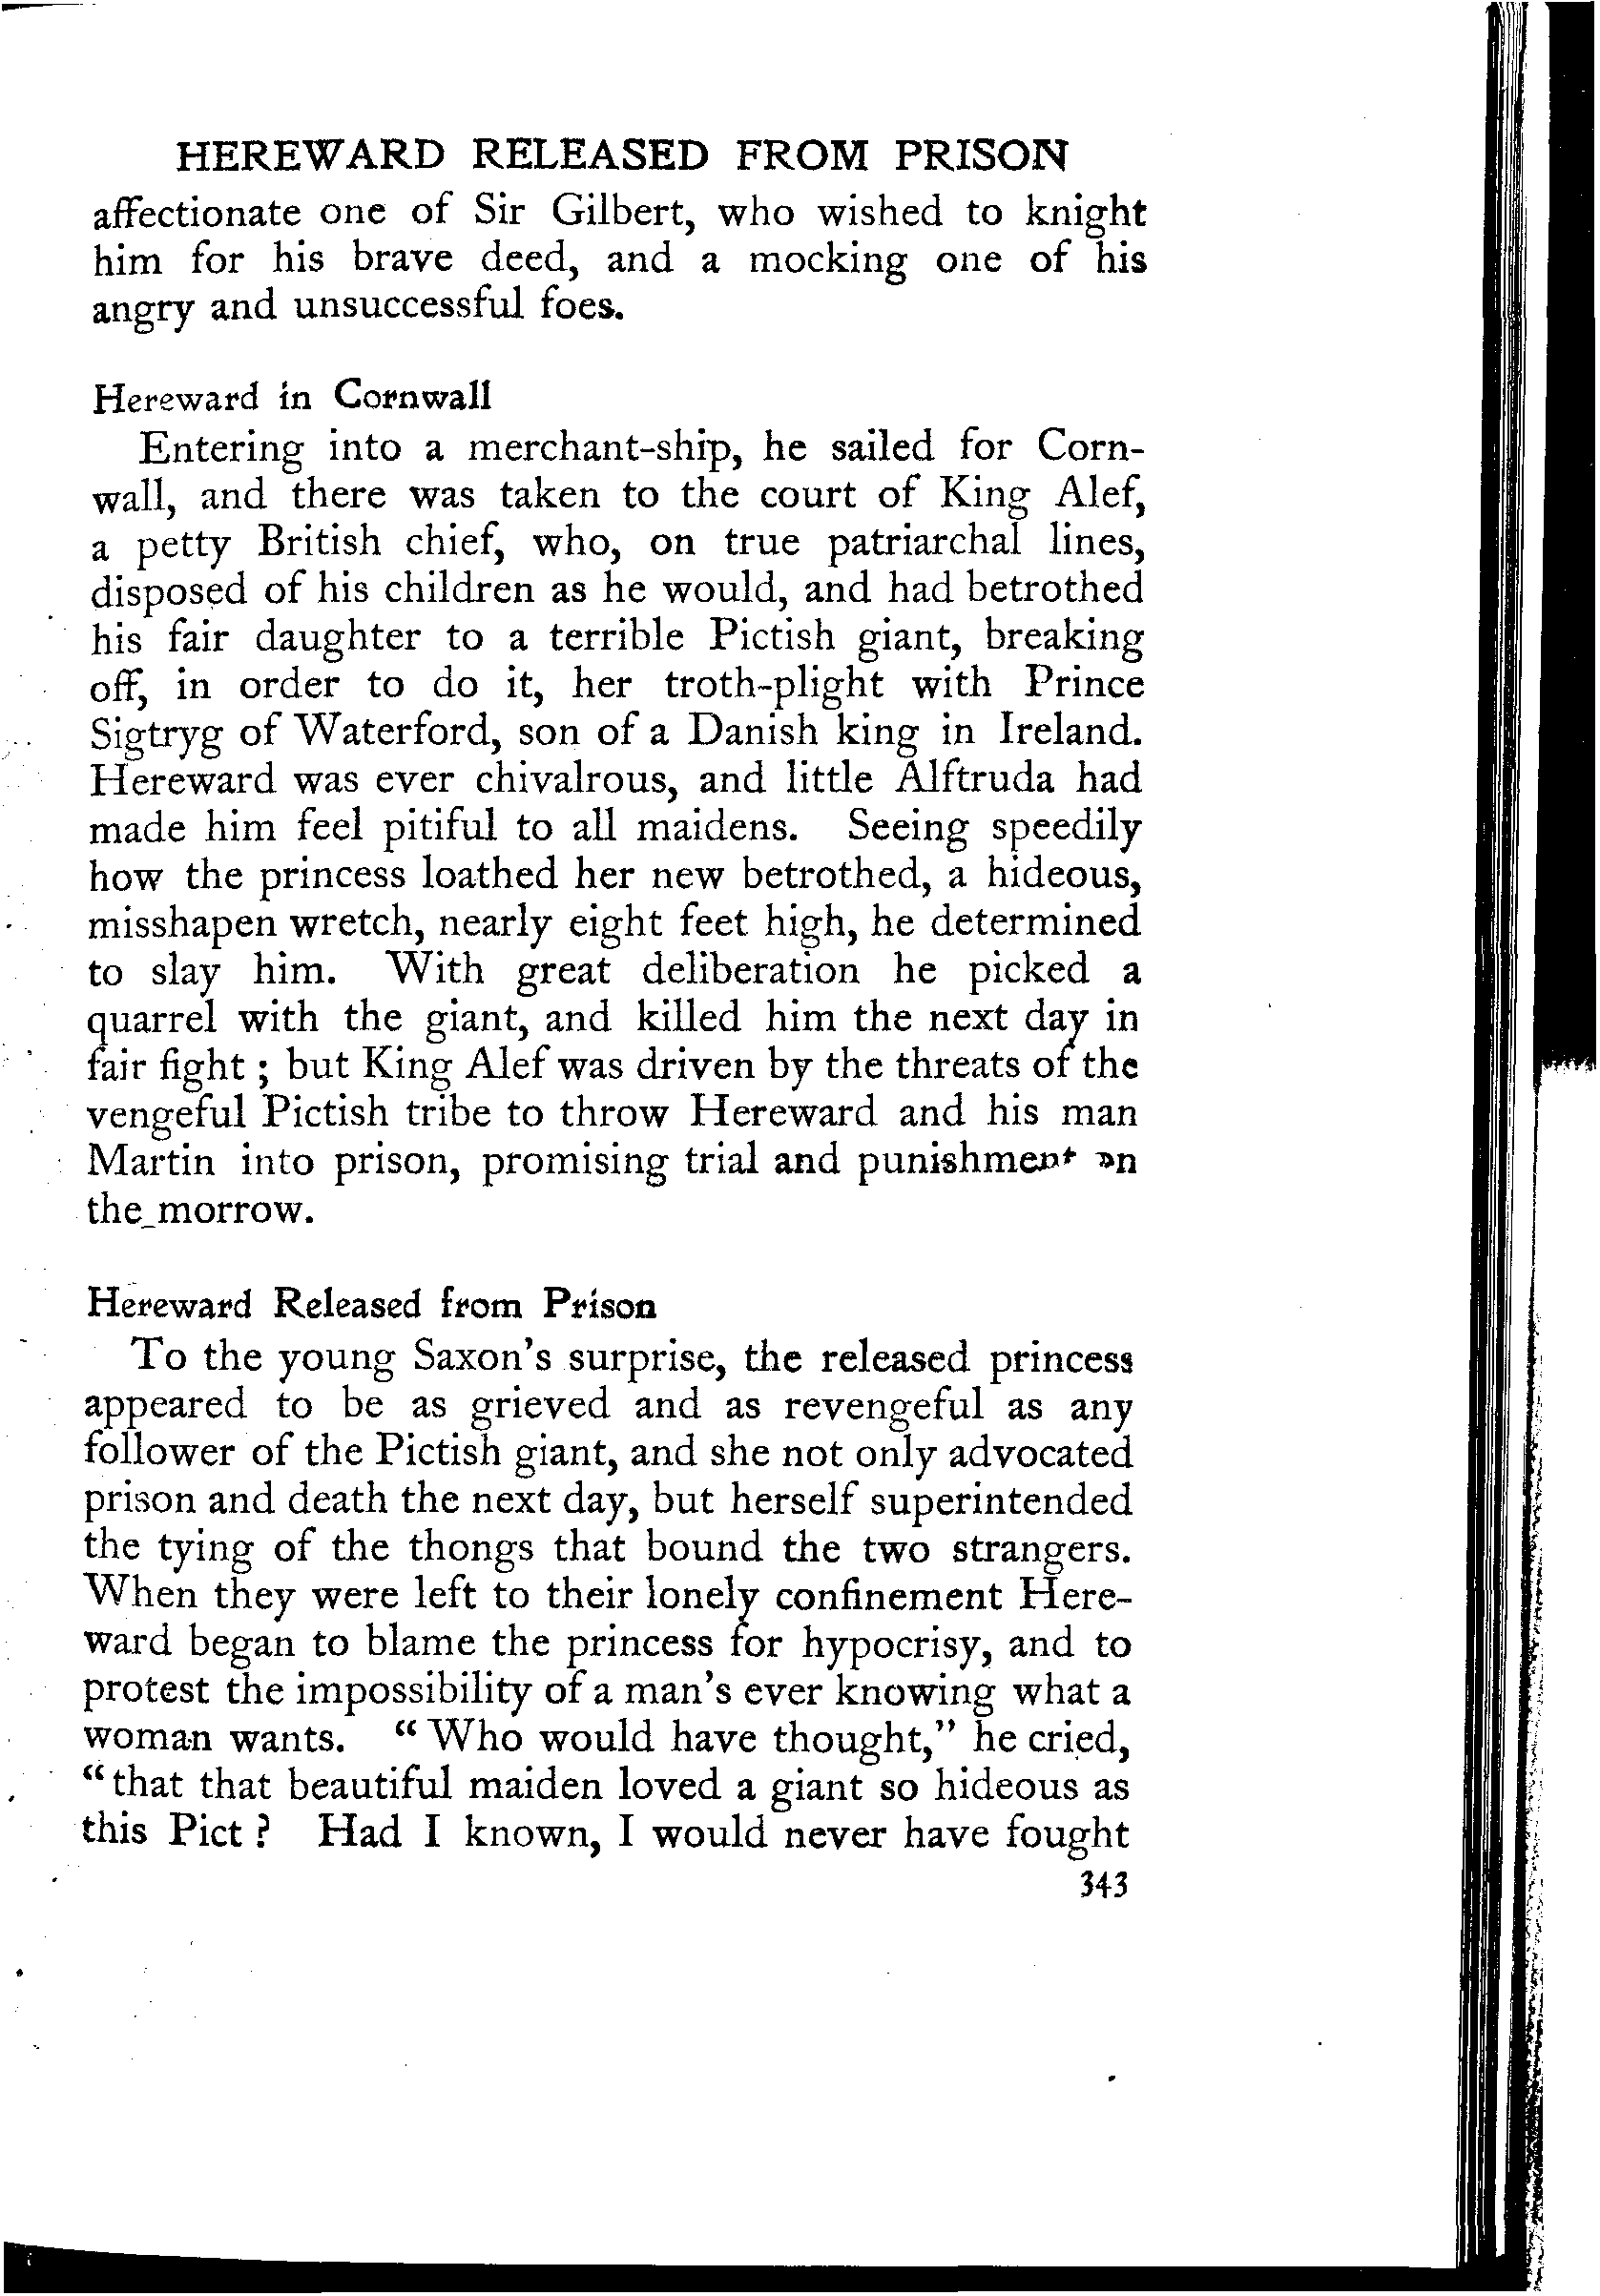 HEREWARD RELEASED FROM PRISON
affectionate one of Sir Gilbert, who wished to knight
him for his brave deed, and a mocking one of his
angry and unsuccessful foes.
Hereward in Cornwall
Entering into a merchant-ship, he sailed for Corn-
wall, and there was taken to the court of King Alef,
a petty British chief, who, on true patriarchal lines,
disposed of his children as he would, and had betrothed
his fair daughter to a terrible Pictish giant, breaking
off, in order to do it, her troth-plight with Prince
Sigtryg of Waterford, son of a Danish king in Ireland.
Hereward was ever chivalrous, and little Alftruda had
made him feel pitiful to all maidens. Seeing speedily
how the princess loathed her new betrothed, a hideous,
misshapen wretch, nearly eight feet high, he determined
to slay him. With great deliberation he picked a
quarrel with the giant, and killed him the next day in
fair fight ; but King Alef was driven by the threats of the
vengeful Pictish tribe to throw Hereward and his man
Martin into prison, promising trial and punishment on
the morrow.
Hereward Released from Prison
To the young Saxon's surprise, the released princess
appeared to be as grieved and as revengeful as any
follower of the Pictish giant, and she not only advocated
prison and death the next day, but herself superintended
the tying of the thongs that bound the two strangers.
When they were left to their lonely confinement Here-
ward began to blame the princess for hypocrisy, and to
protest the impossibility of a man's ever knowing what a
woman wants. “ Who would have thought,” he cried,
“ that that beautiful maiden loved a giant so hideous as
this Pict ? Had I known, I would never have fought
343